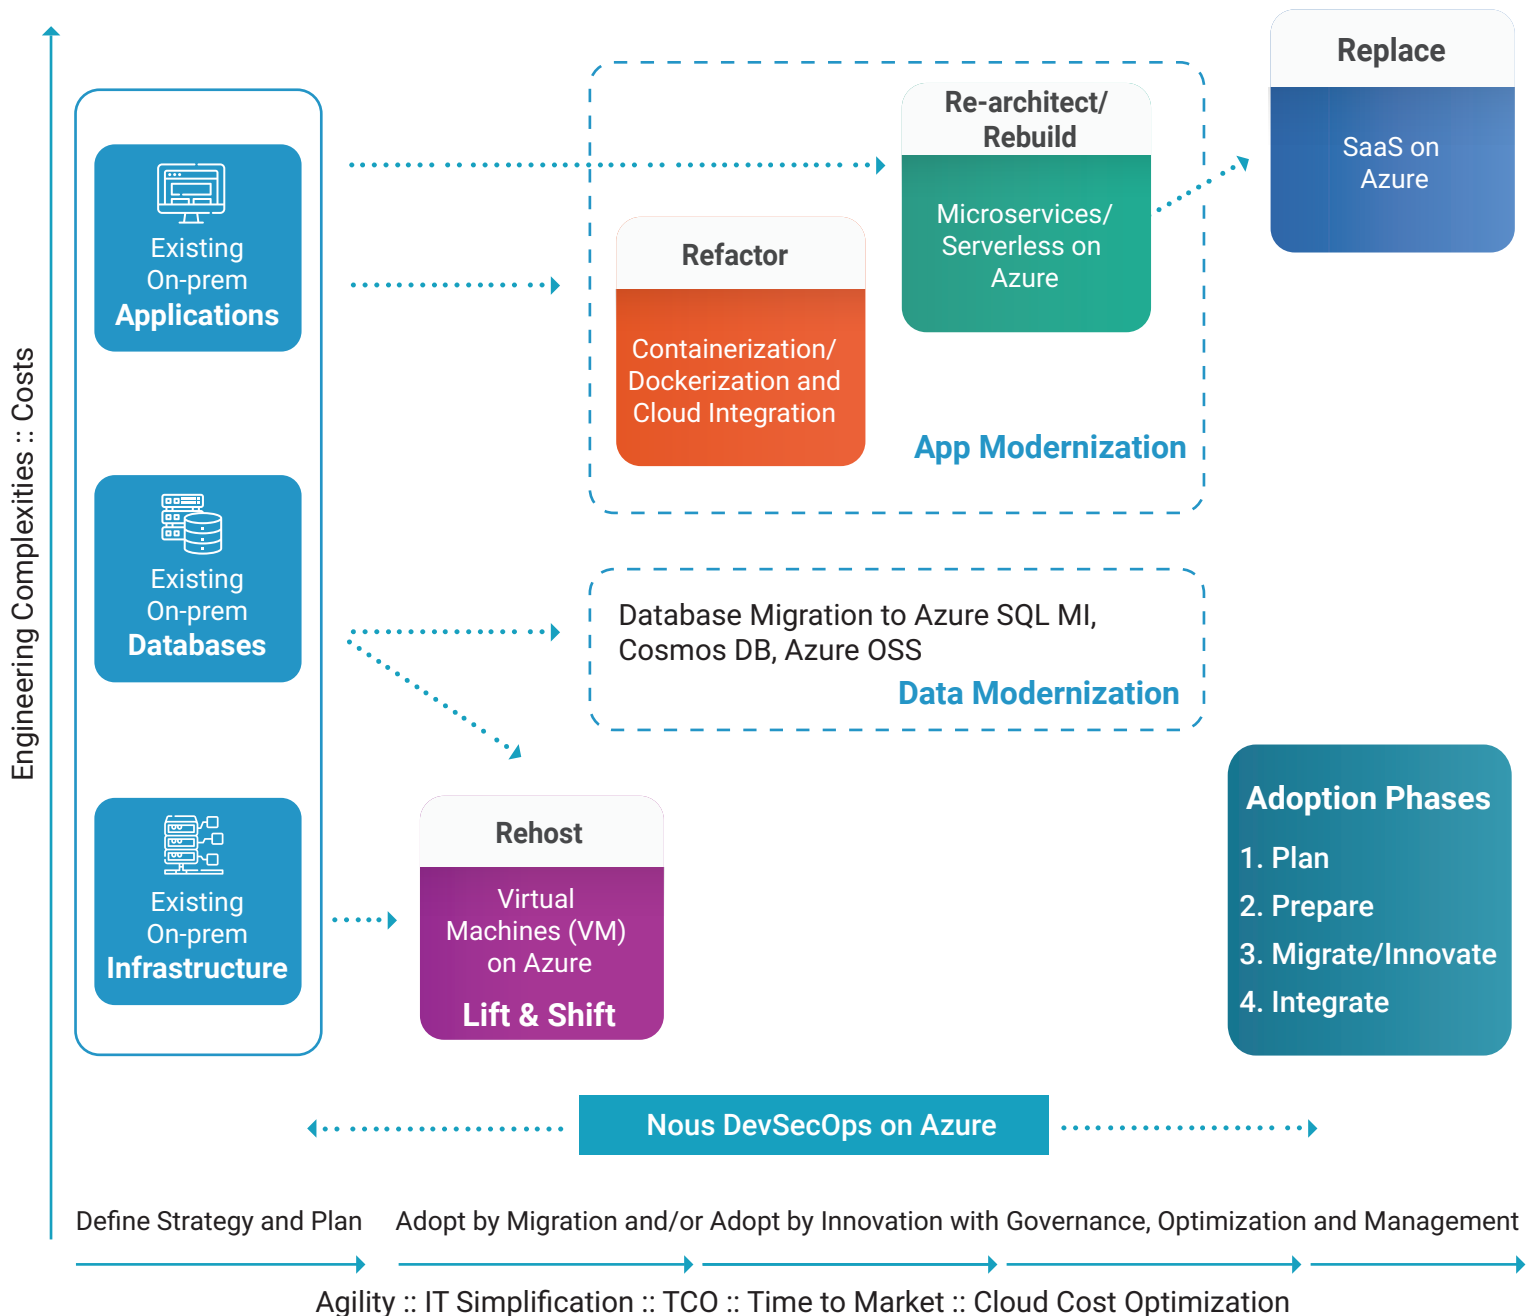 Engineering Complexities :: Costs
Existing
On-prem
Applications
Existing
On-prem
Databases
Existing
On-prem
Infrastructure
Refactor
Containerization/
Dockerization and
Cloud Integration
Re-architect/
Rebuild
Microservices/
Serverless on
Azure
App Modernization
Replace
SaaS on
Azure
Database Migration to Azure SQL MI,
Cosmos DB, Azure OSS
Data Modernization
Rehost
Virtual
Machines (VM)
on Azure
Lift & Shift
Adoption Phases
1. Plan
2. Prepare
3. Migrate/Innovate
4. Integrate
Nous DevSecOps on Azure
Define Strategy and Plan
Adopt by Migration and/or Adopt by Innovation with Governance, Optimization and Management
Agility :: IT Simplification :: TCO :: Time to Market :: Cloud Cost Optimization